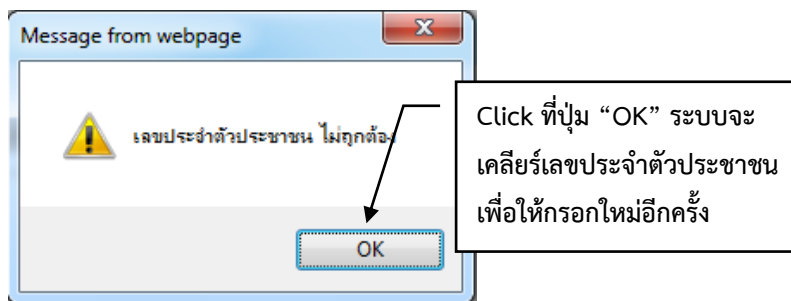 Message from webpage
เลขประจำตัวประชาชน ไม่ถูกต้อง
OK
Click ที่ปุ่ม “OK” ระบบจะ
เคลียร์เลขประจำตัวประชาชน
เพื่อให้กรอกใหม่อีกครั้ง